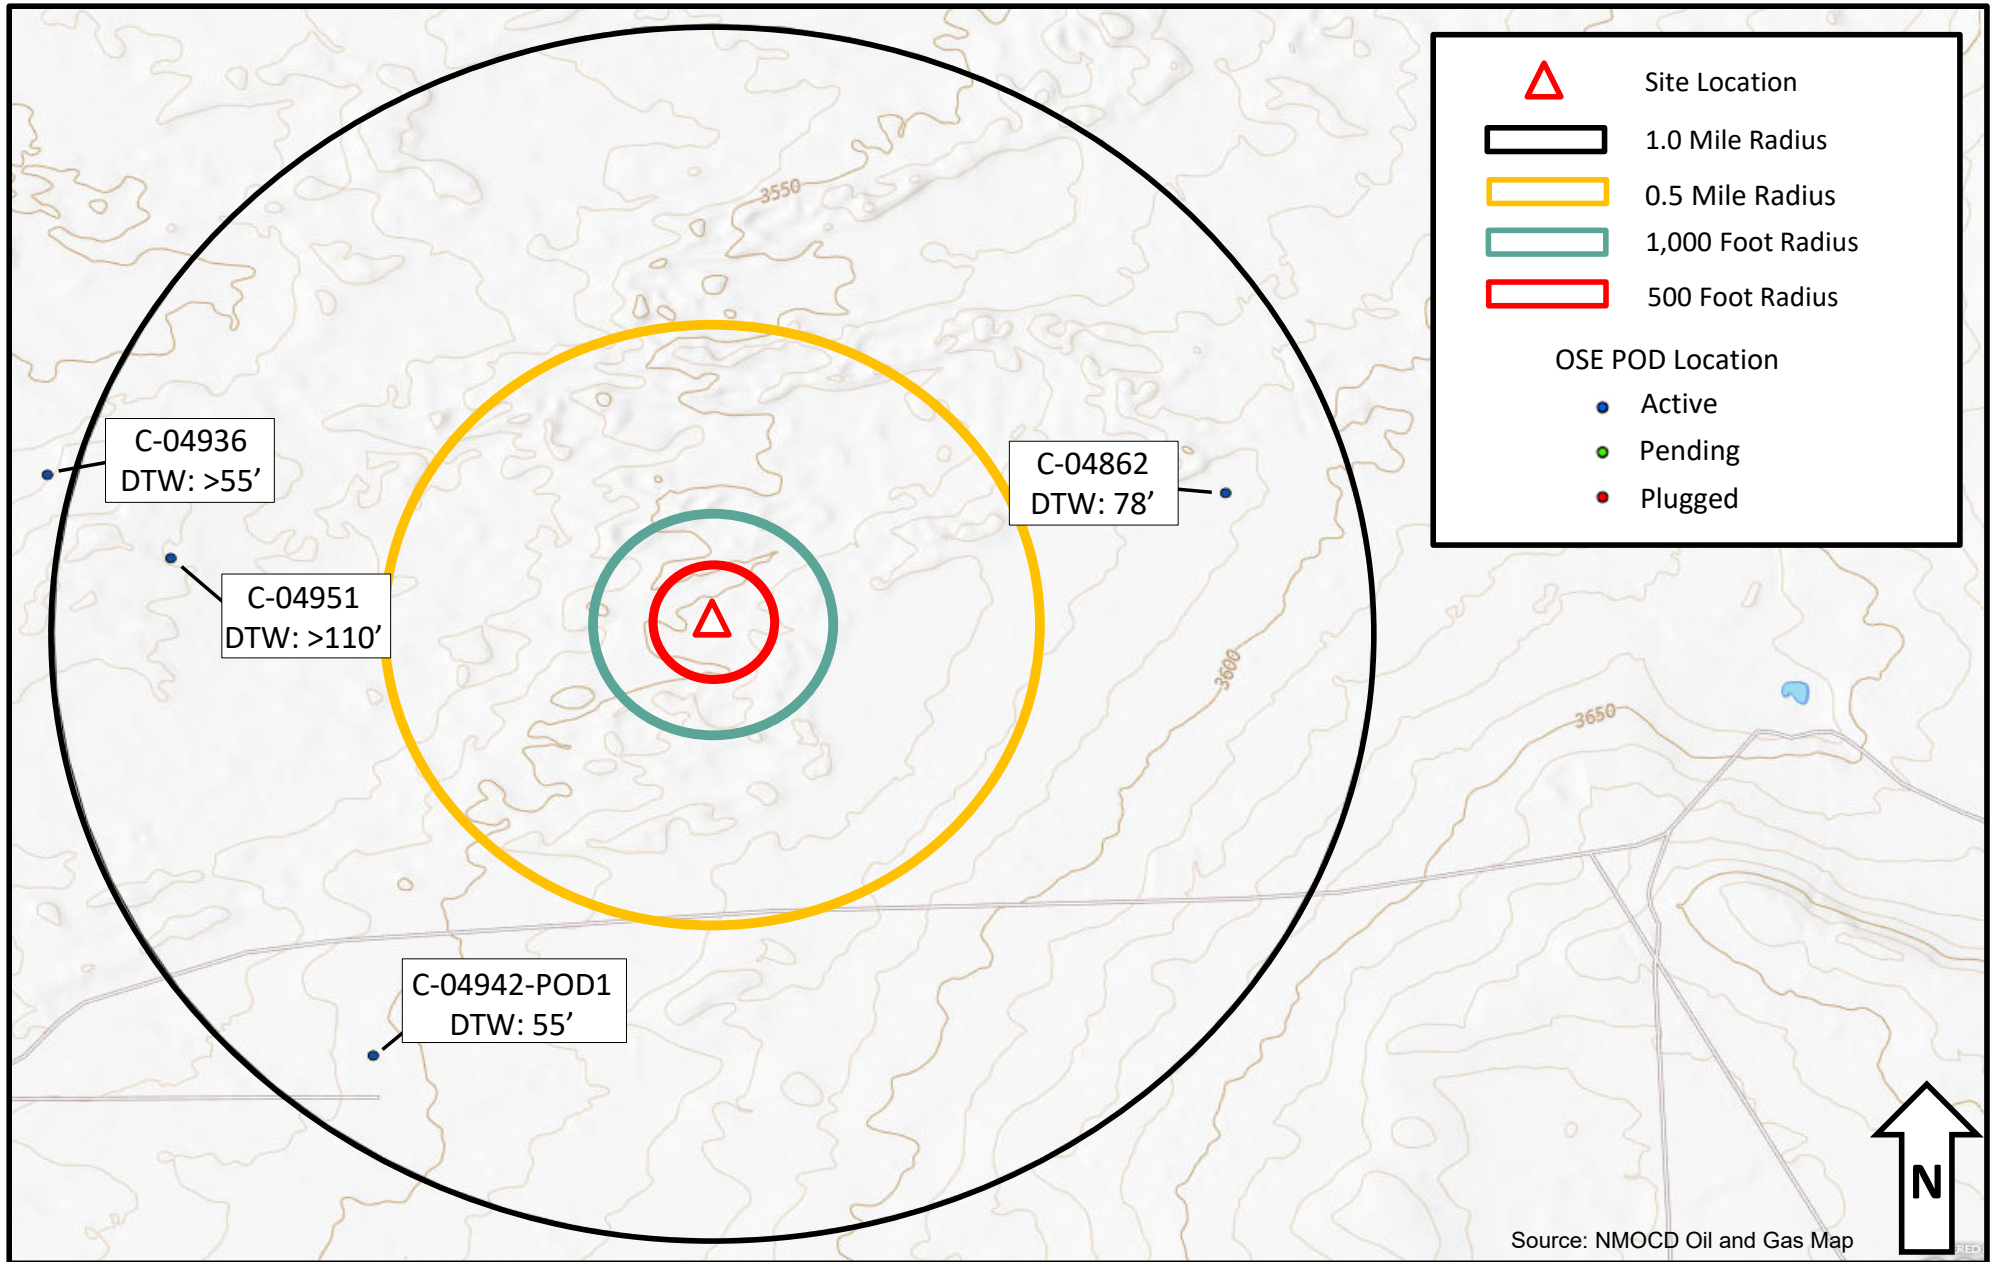 Site Location
1.0 Mile Radius
0.5 Mile Radius
1,000 Foot Radius
500 Foot Radius
OSE POD Location
Active
Pending
Plugged
3550
C-04936
DTW: >55’
C-04862
DTW: 78’
C-04951
DTW: >110’
3600
3650
C-04942-POD1
DTW: 55’
N
Source: NMOCD Oil and Gas Map